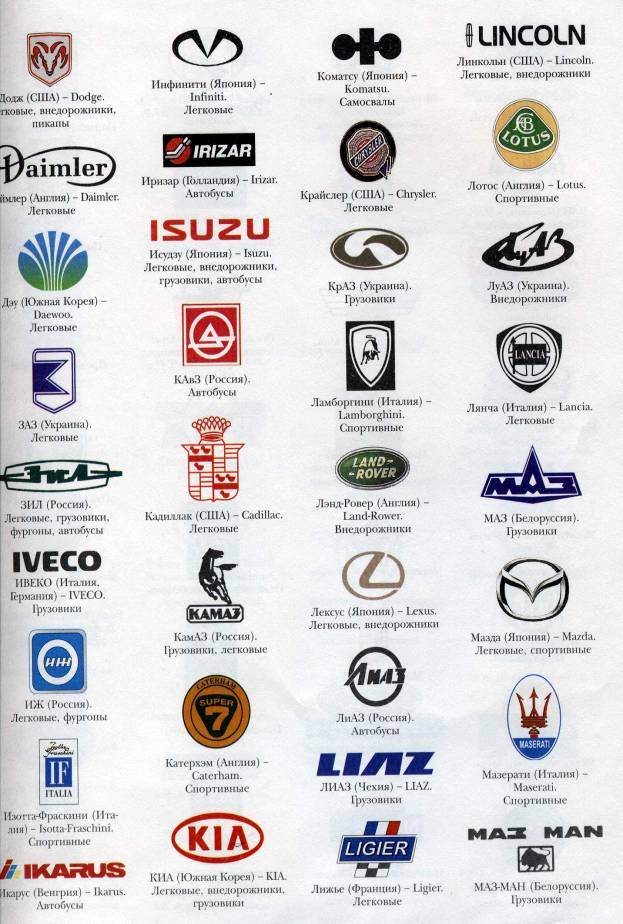 Додж (США) – Dodge.
егковые, внедорожники,
пикапы
Daimler
ймлер (Англия) – Daimler.
Легковые
Дэу (Южная Корея) –
Daewoo.
Легковые
ЗАЗ (Украина).
Легковые
ЗИЛ
ЗИЛ (Россия).
Легковые, грузовики,
фургоны, автобусы
IVECO
ИВЕКО (Италия,
Германия) – IVECO.
Грузовики
ИЖ (Россия).
Легковые, фургоны
Isotta
Fraschini
IF
ITALIA
Изотта-Фраскини (Ита-
лия) – Isotta-Fraschini.
Спортивные
IKARUS
Икарус (Венгрия) – Ikarus.
Автобусы
Инфинити (Япония) –
Infiniti.
Легковые
IRIZAR
Иризар (Голландия) – Irizar.
Автобусы
ISUZU
Исудзу (Япония) – Isuzu.
Легковые, внедорожники,
грузовики, автобусы
КАвЗ (Россия).
Автобусы
Кадиллак (США) – Cadillac.
Легковые
КАМАЗ
КамАЗ (Россия).
Грузовики, легковые
CATERHAM
SUPER
7
Катерхэм (Англия) –
Caterham.
Спортивные
KIA
КИА (Южная Корея) – KIA.
Легковые, внедорожники,
грузовики
Коматсу (Япония) –
Komatsu.
Самосвалы
CHRYSLER
Крайслер (США) – Chrysler.
Легковые
КрАЗ (Украина).
Грузовики
Ламборгини (Италия) –
Lamborghini.
Спортивные
LAND-
-ROVER
Лэнд-Ровер (Англия) –
Land-Rower.
Внедорожники
Лексус (Япония) – Lexus.
Легковые, внедорожники
ЛиАЗ
ЛиАЗ (Россия).
Автобусы
LIAZ
ЛИАЗ (Чехия) – LIAZ.
Грузовики
LIGIER
Лижье (Франция) – Ligier.
Легковые
LINCOLN
Линкольн (США) – Lincoln.
Легковые, внедорожники
LOTUS
Лотос (Англия) – Lotus.
Спортивные
ЛуАЗ
ЛуАЗ (Украина).
Внедорожники
LANCIA
Лянча (Италия) – Lancia.
Легковые
МАЗ
МАЗ (Белоруссия).
Грузовики
Мазда (Япония) – Mazda.
Легковые, спортивные
MASERATI
Мазерати (Италия) –
Maserati.
Спортивные
МАЗ MAN
МАЗ-МАН (Белоруссия).
Грузовики